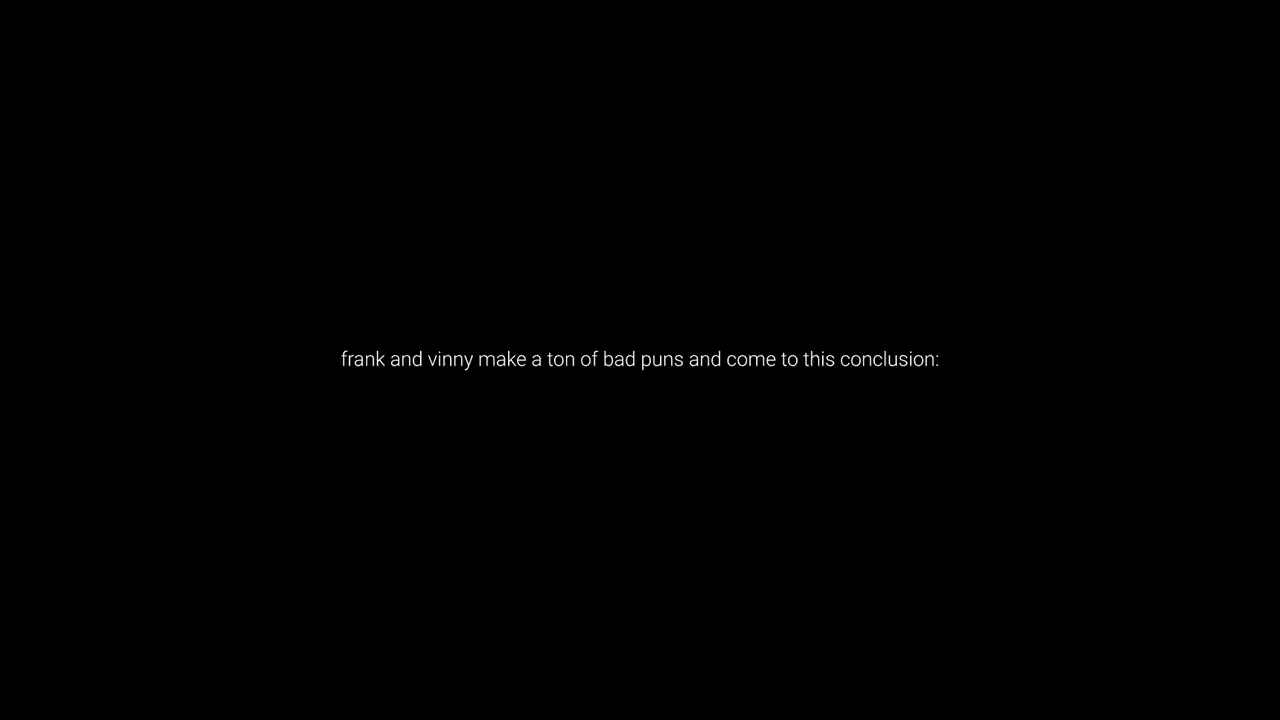 frank and vinny make a ton of bad puns and come to this conclusion: